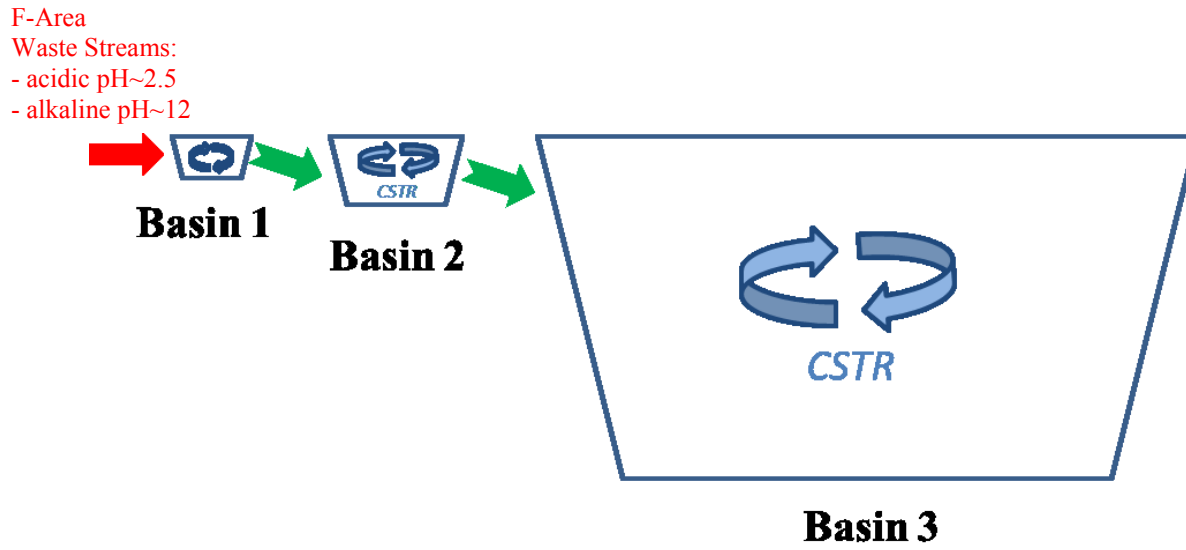 F-Area
Waste Streams:
- acidic pH~2.5
- alkaline pH~12
CSTR
Basin 1
Basin 2
CSTR
Basin 3